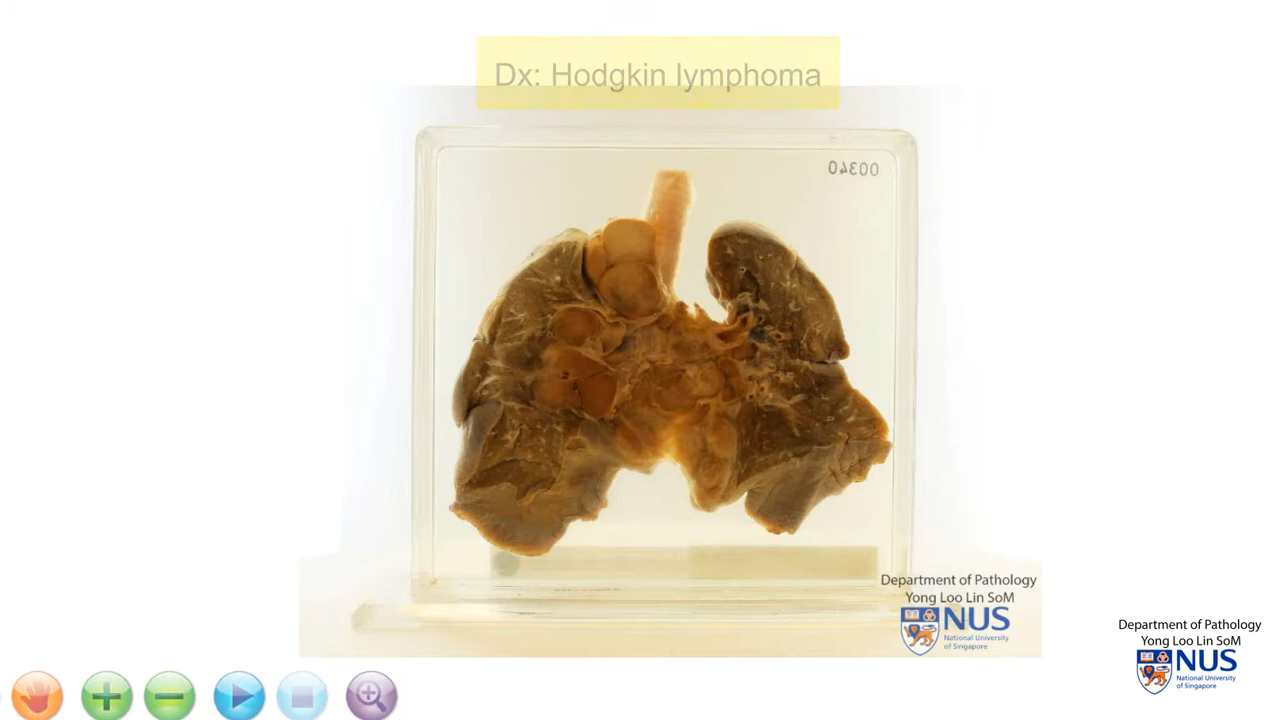 Dx: Hodgkin lymphoma
00340
Department of Pathology
Yong Loo Lin SoM
NUS
National University
of Singapore
Department of Pathology
Yong Loo Lin SoM
NUS
National University
of Singapore